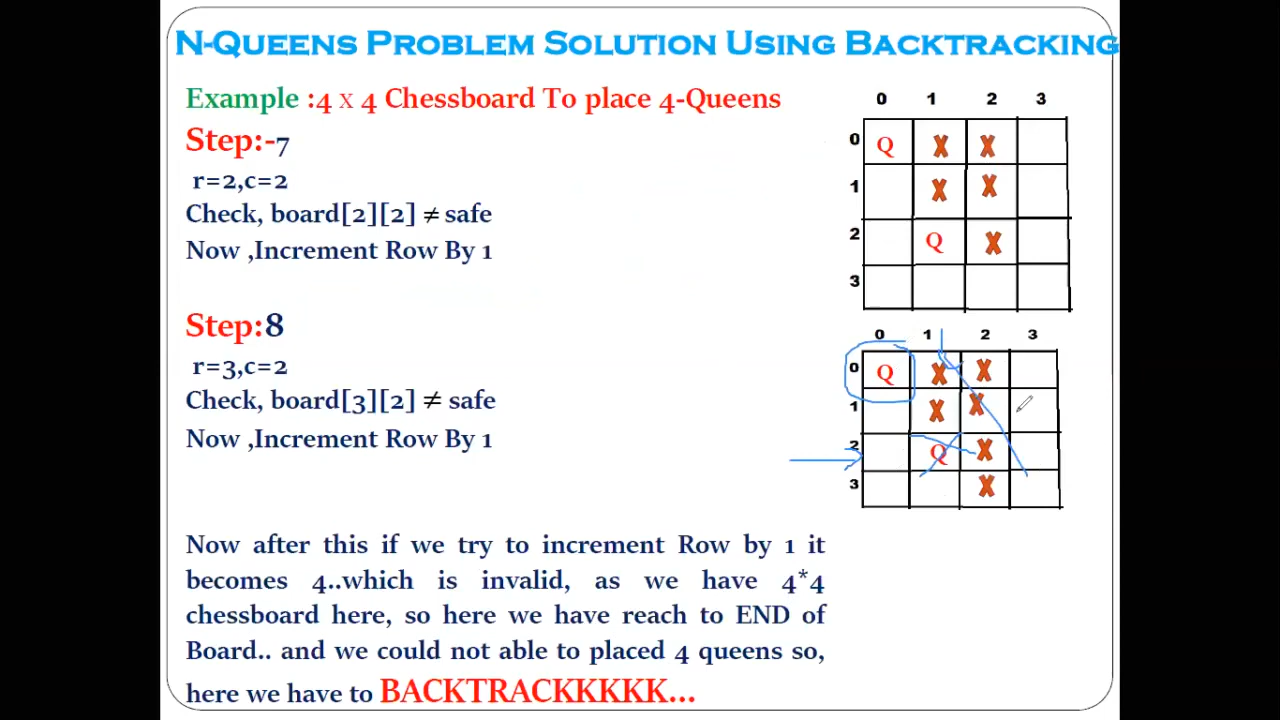 N-QUEENS PROBLEM SOLUTION USING BACKTRACKING
Example :4 x 4 Chessboard To place 4-Queens
Step:-7
r=2,c=2
Check, board[2][2] ≠ safe
Now ,Increment Row By 1
0 1 2 3
0 Q X X
1 X X
2 Q X
3
Step:8
r=3,c=2
Check, board[3][2] ≠ safe
Now ,Increment Row By 1
0 1 2 3
0 Q X X
1 X X
2 Q X
3 X
Now after this if we try to increment Row by 1 it
becomes 4..which is invalid, as we have 4*4
chessboard here, so here we have reach to END of
Board.. and we could not able to placed 4 queens so,
here we have to BACKTRACKKKKK...